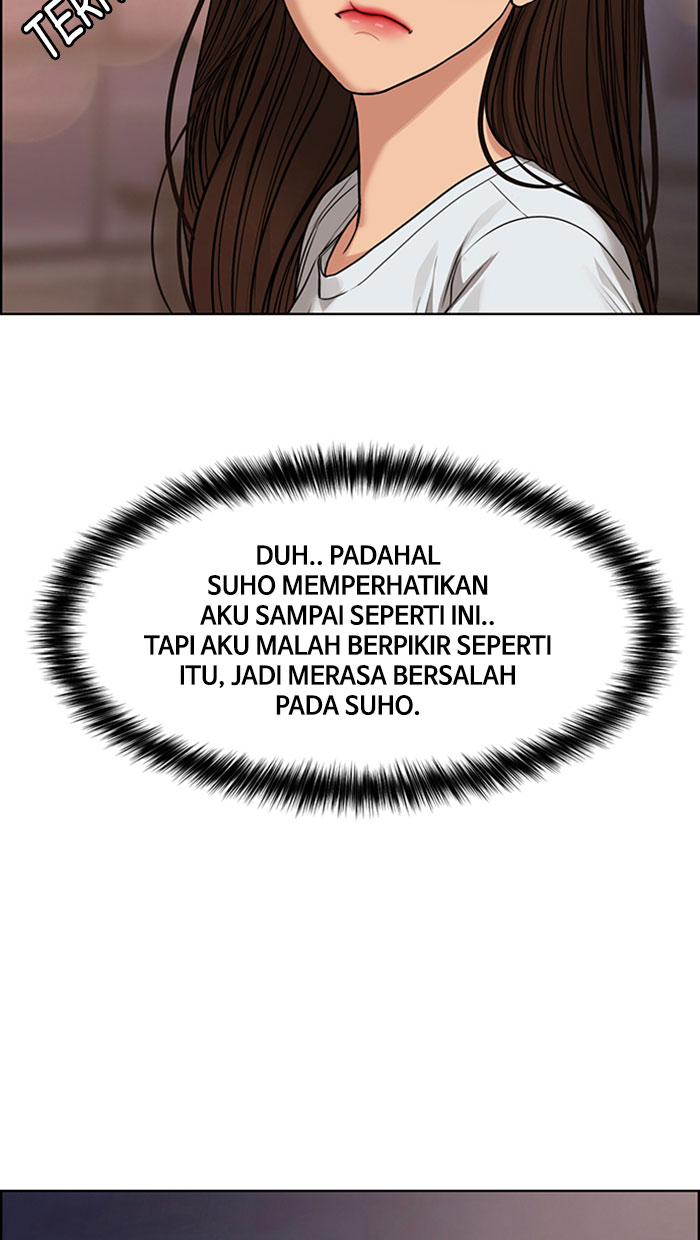 DUH.. PADAHAL
SUHO MEMPERHATIKAN
AKU SAMPAI SEPERTI INI..
TAPI AKU MALAH BERPIKIR SEPERTI
ITU, JADI MERASA BERSALAH
PADA SUHO.